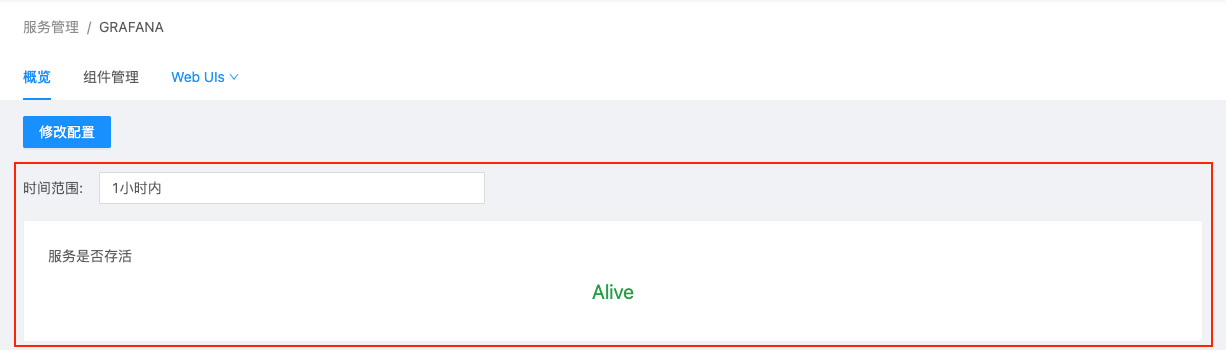 服务管理 / GRAFANA
概览 组件管理 Web UIs
修改配置
时间范围: 1小时内
服务是否存活
Alive